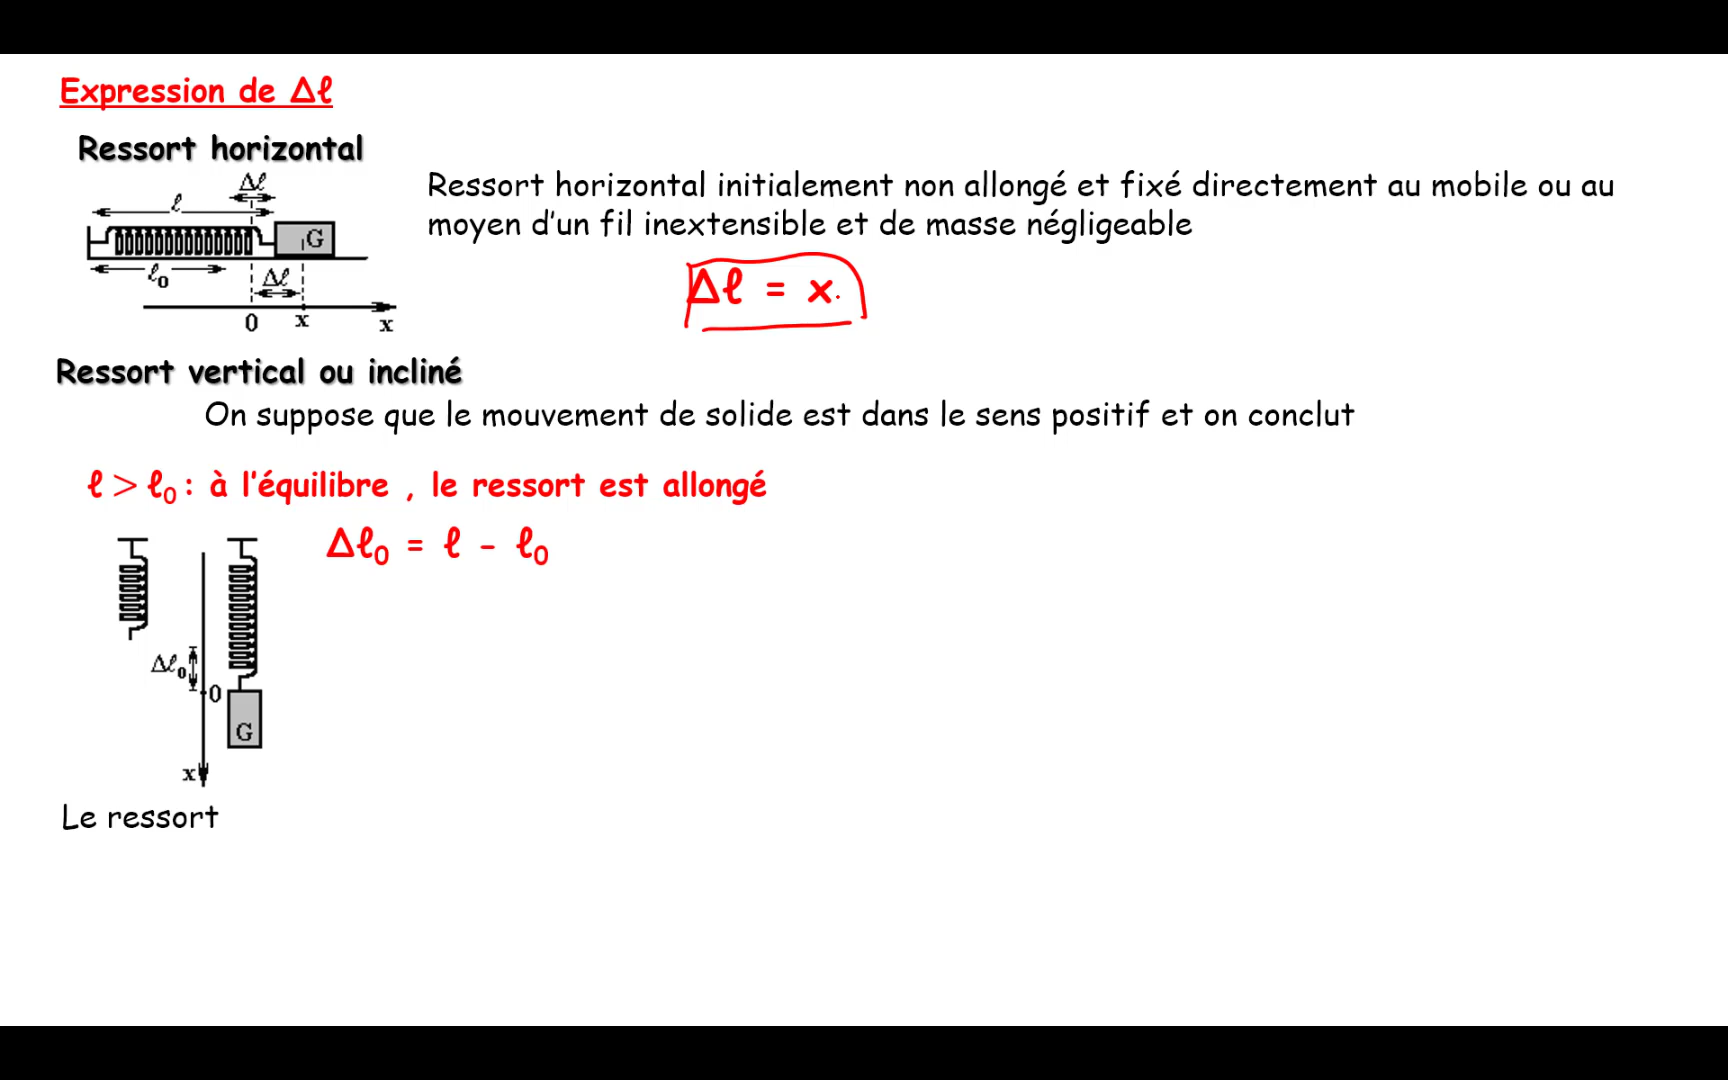 Expression de Δℓ
Ressort horizontal
Δℓ
ℓ
G
ℓ0
Δℓ
0 x x
Ressort horizontal initialement non allongé et fixé directement au mobile ou au
moyen d’un fil inextensible et de masse négligeable
Δℓ = x.
Ressort vertical ou incliné
On suppose que le mouvement de solide est dans le sens positif et on conclut
ℓ > ℓ0 : à l’équilibre , le ressort est allongé
Δℓ0 = ℓ - ℓ0
Δℓ0
0
G
x
Le ressort